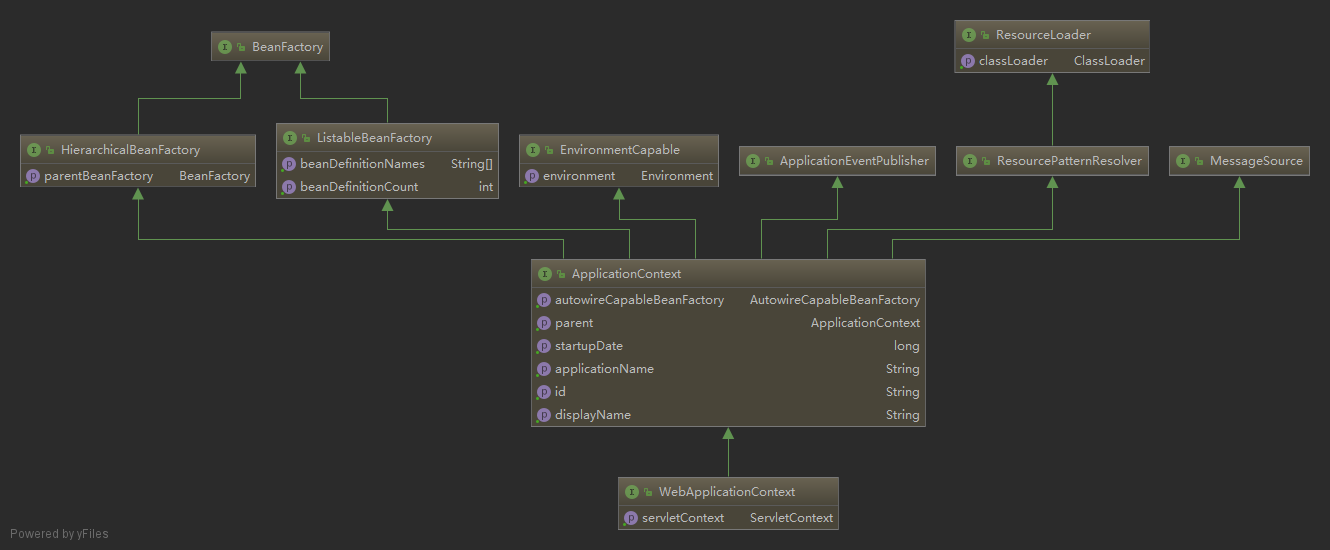 BeanFactory
ResourceLoader
classLoader ClassLoader
HierarchicalBeanFactory
parentBeanFactory BeanFactory
ListableBeanFactory
beanDefinitionNames String[]
beanDefinitionCount int
EnvironmentCapable
environment Environment
ApplicationEventPublisher
ResourcePatternResolver
MessageSource
ApplicationContext
autowireCapableBeanFactory AutowireCapableBeanFactory
parent ApplicationContext
startupDate long
applicationName String
id String
displayName String
WebApplicationContext
servletContext ServletContext
Powered by yFiles